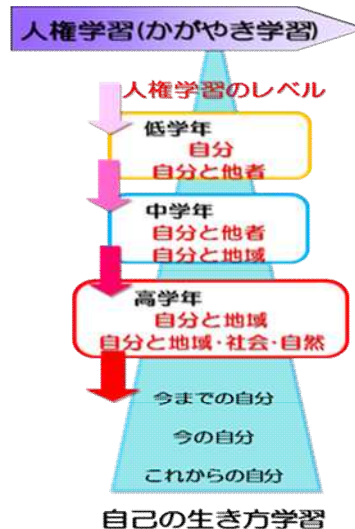 人権学習(かがやき学習)
人権学習のレベル
低学年
自分
自分と他者
中学年
自分と他者
自分と地域
高学年
自分と地域
自分と地域・社会・自然
今までの自分
今の自分
これからの自分
自己の生き方学習